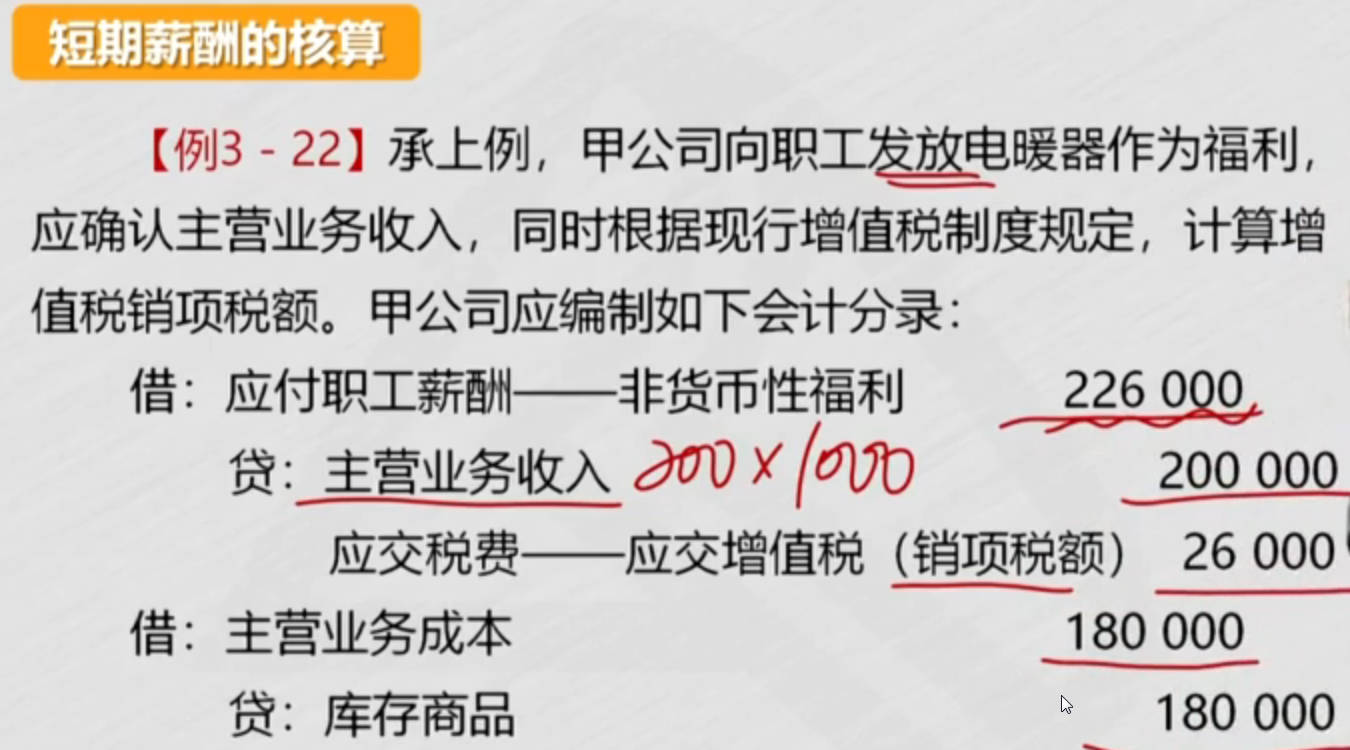 短期薪酬的核算
【例3-22】承上例，甲公司向职工发放电暖器作为福利，
应确认主营业务收入，同时根据现行增值税制度规定，计算增
值税销项税额。甲公司应编制如下会计分录：
借：应付职工薪酬——非货币性福利 226 000
贷：主营业务收入 200×1000 200 000
应交税费——应交增值税（销项税额） 26 000
借：主营业务成本 180 000
贷：库存商品 180 000